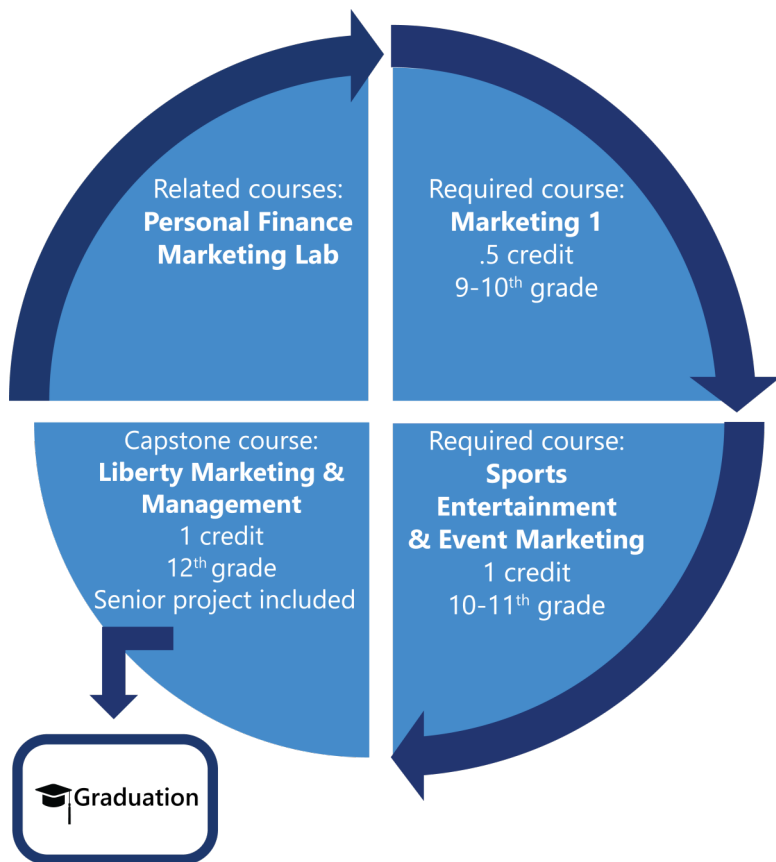 Related courses:
Personal Finance
Marketing Lab
Required course:
Marketing 1
.5 credit
9-10th grade
Required course:
Sports
Entertainment
& Event Marketing
1 credit
10-11th grade
Capstone course:
Liberty Marketing &
Management
1 credit
12th grade
Senior project included
Graduation